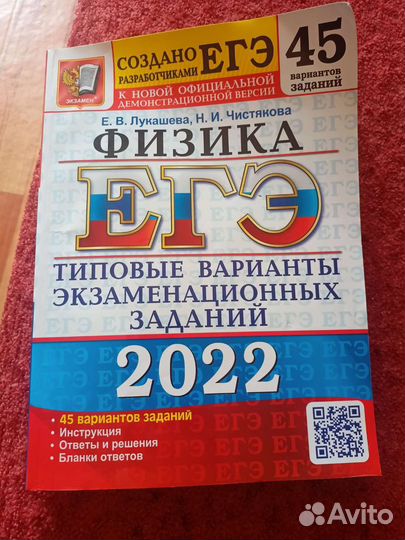 СОЗДАНО
РАЗРАБОТЧИКАМИ ЕГЭ
К НОВОЙ ОФИЦИАЛЬНОЙ
ДЕМОНСТРАЦИОННОЙ ВЕРСИИ
45
вариантов
заданий
ЭКЗАМЕН
Е. В. Лукашева, Н. И. Чистякова
ФИЗИКА
ЕГЭ
ТИПОВЫЕ ВАРИАНТЫ
ЭКЗАМЕНАЦИОННЫХ
ЗАДАНИЙ
2022
• 45 вариантов заданий
• Инструкция
• Ответы и решения
• Бланки ответов
Avito